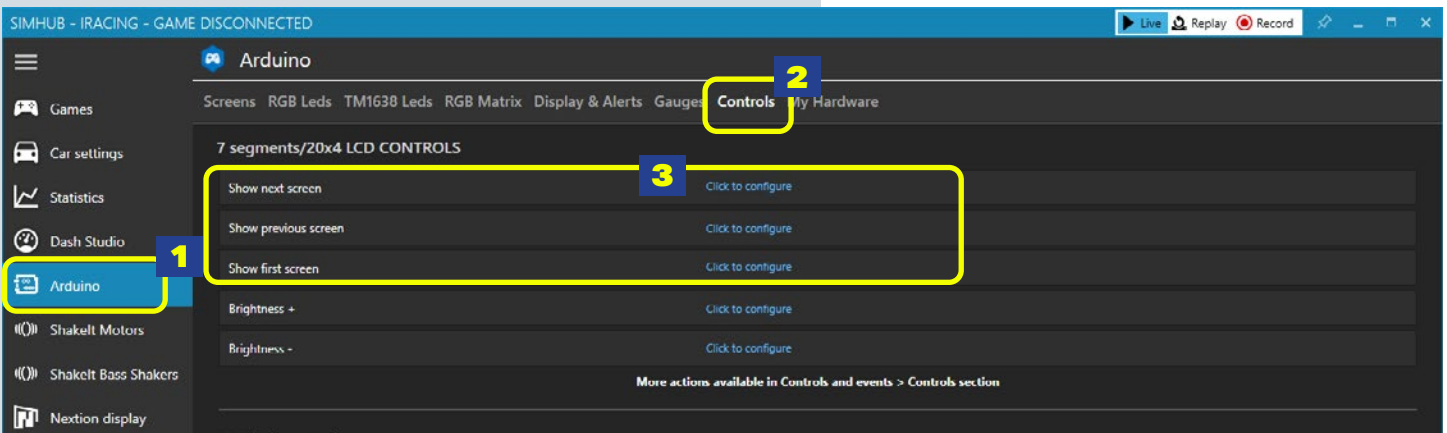 SIMHUB - IRACING - GAME DISCONNECTED
Live Replay Record
Arduino
2
Screens RGB Leds TM1638 Leds RGB Matrix Display & Alerts Gauges Controls My Hardware
Games
7 segments/20x4 LCD CONTROLS
Car settings
3
Show next screen Click to configure
Statistics
Show previous screen Click to configure
Dash Studio
1
Show first screen Click to configure
Arduino
Brightness + Click to configure
ShakeIt Motors
Brightness - Click to configure
ShakeIt Bass Shakers
More actions available in Controls and events > Controls section
Nextion display